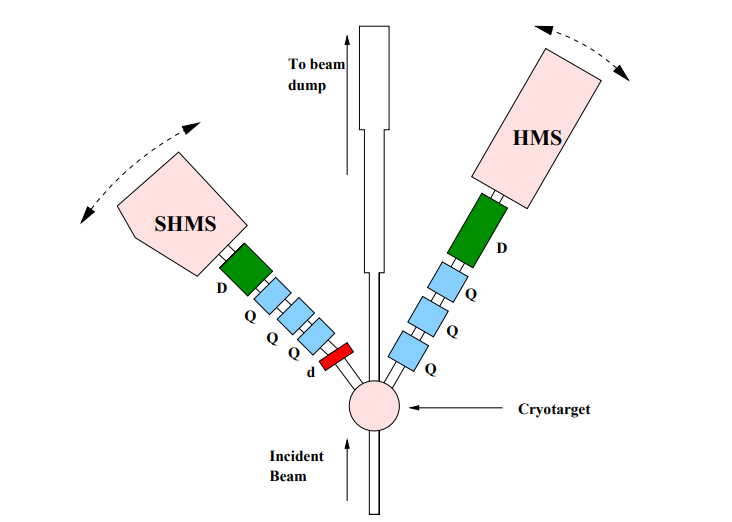 To beam
dump
HMS
SHMS
D
D
Q
Q
Q
Q
Q
Q
d
Cryotarget
Incident
Beam